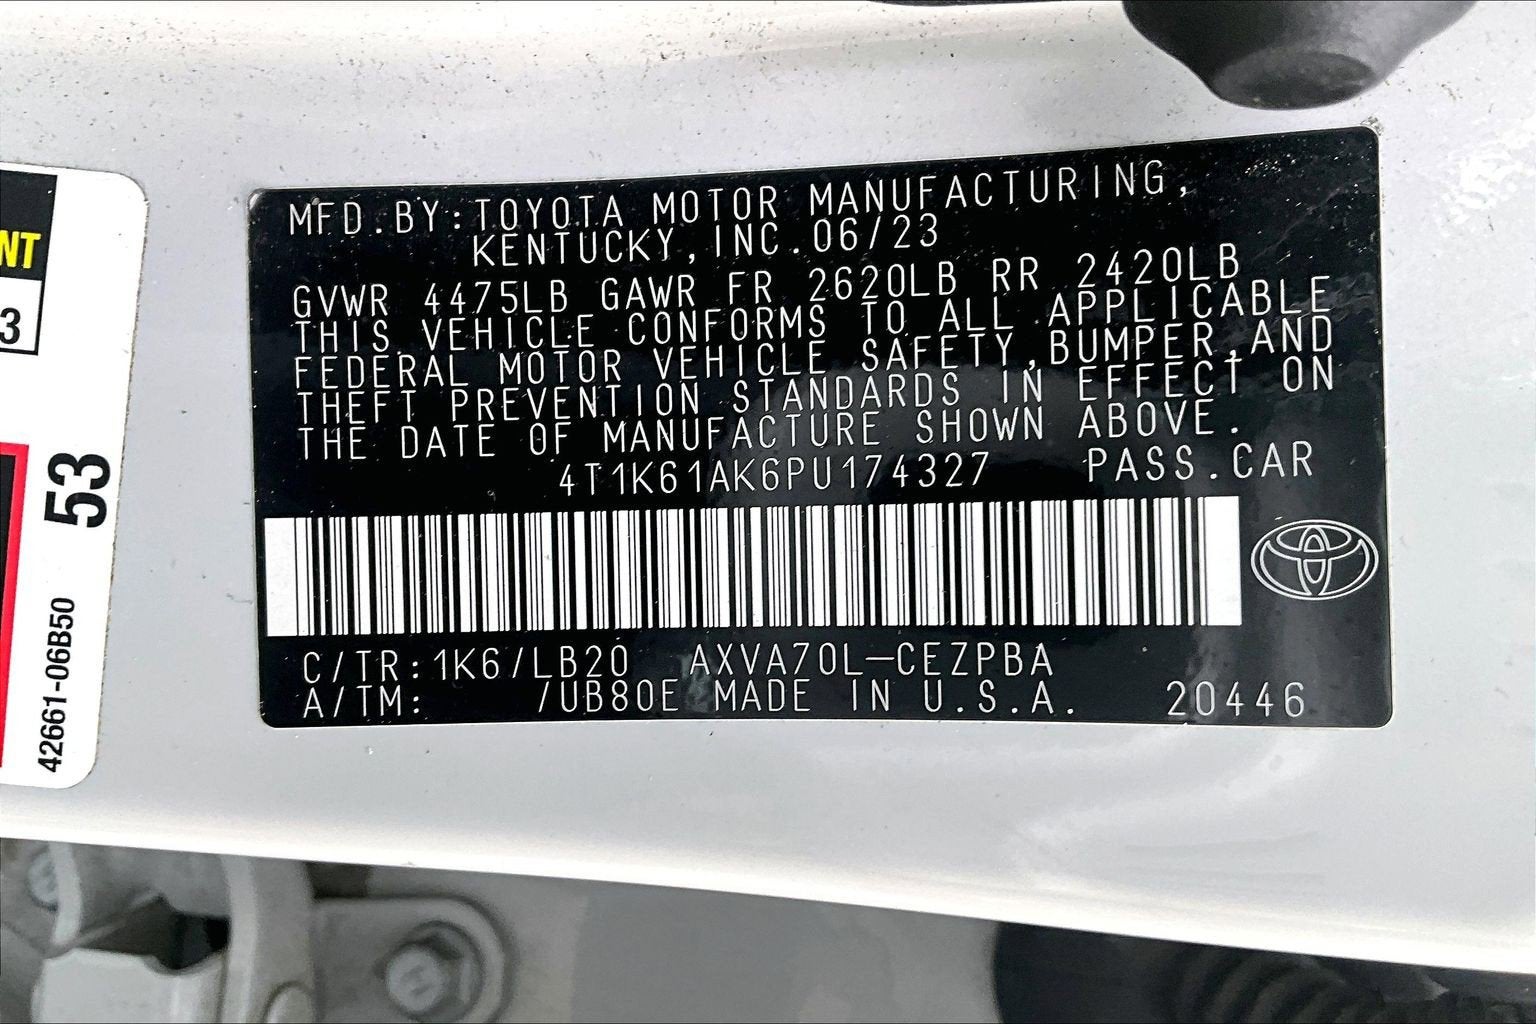 MFD.BY:TOYOTA MOTOR MANUFACTURING,
KENTUCKY,INC.06/23
GVWR 4475LB GAWR FR 2620LB RR 2420LB
THIS VEHICLE CONFORMS TO ALL APPLICABLE
FEDERAL MOTOR VEHICLE SAFETY,BUMPER,AND
THEFT PREVENTION STANDARDS IN EFFECT ON
THE DATE OF MANUFACTURE SHOWN ABOVE.
4T1K61AK6PU174327 PASS.CAR
C/TR:1K6/LB20 AXVA70L-CEZPBA
A/TM: /UB80E MADE IN U.S.A. 20446
NT
3
53
42661-06B50